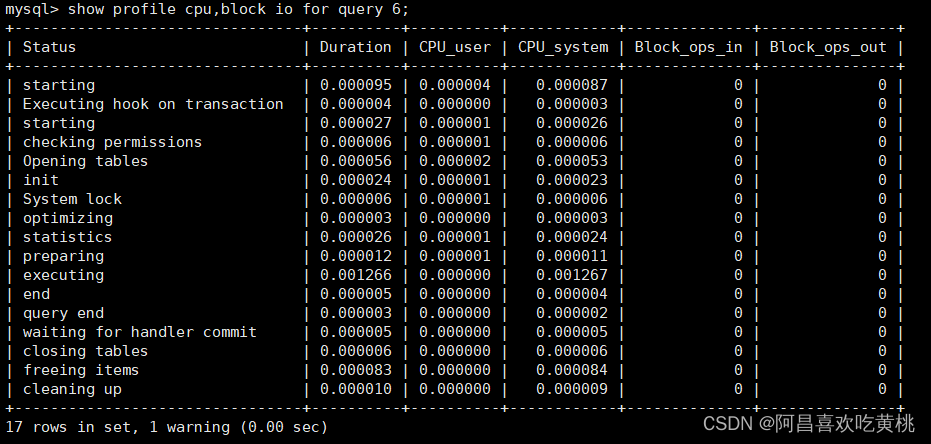 mysql> show profile cpu,block io for query 6;
+--------------------------------+----------+----------+------------+--------------+---------------+
| Status                         | Duration | CPU_user | CPU_system | Block_ops_in | Block_ops_out |
+--------------------------------+----------+----------+------------+--------------+---------------+
| starting                       | 0.000095 | 0.000004 |   0.000087 |            0 |             0 |
| Executing hook on transaction  | 0.000004 | 0.000000 |   0.000003 |            0 |             0 |
| starting                       | 0.000027 | 0.000001 |   0.000026 |            0 |             0 |
| checking permissions           | 0.000006 | 0.000001 |   0.000006 |            0 |             0 |
| Opening tables                 | 0.000056 | 0.000002 |   0.000053 |            0 |             0 |
| init                           | 0.000024 | 0.000001 |   0.000023 |            0 |             0 |
| System lock                    | 0.000006 | 0.000001 |   0.000006 |            0 |             0 |
| optimizing                     | 0.000003 | 0.000000 |   0.000003 |            0 |             0 |
| statistics                     | 0.000026 | 0.000001 |   0.000024 |            0 |             0 |
| preparing                      | 0.000012 | 0.000001 |   0.000011 |            0 |             0 |
| executing                      | 0.001266 | 0.000000 |   0.001267 |            0 |             0 |
| end                            | 0.000005 | 0.000000 |   0.000004 |            0 |             0 |
| query end                      | 0.000003 | 0.000000 |   0.000002 |            0 |             0 |
| waiting for handler commit     | 0.000005 | 0.000000 |   0.000005 |            0 |             0 |
| closing tables                 | 0.000006 | 0.000000 |   0.000006 |            0 |             0 |
| freeing items                  | 0.000083 | 0.000000 |   0.000084 |            0 |             0 |
| cleaning up                    | 0.000010 | 0.000000 |   0.000009 |            0 |             0 |
+--------------------------------+----------+----------+------------+--------------+---------------+
17 rows in set, 1 warning (0.00 sec)
CSDN @阿昌喜欢吃黄桃